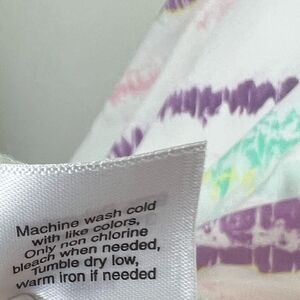 Machine wash cold
with like colors,
Only non chlorine
bleach when needed,
Tumble dry low,
warm iron if needed